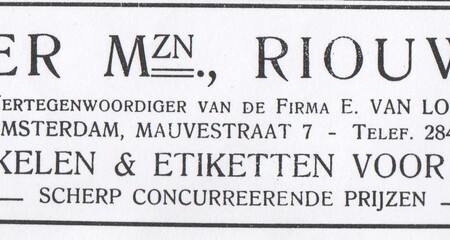 ER MZN., RIOUW
VERTEGENWOORDIGER VAN DE FIRMA E. VAN LO
MSTERDAM, MAUVESTRAAT 7 - TELEF. 284
KELEN & ETIKETTEN VOOR
SCHERP CONCURREERENDE PRIJZEN